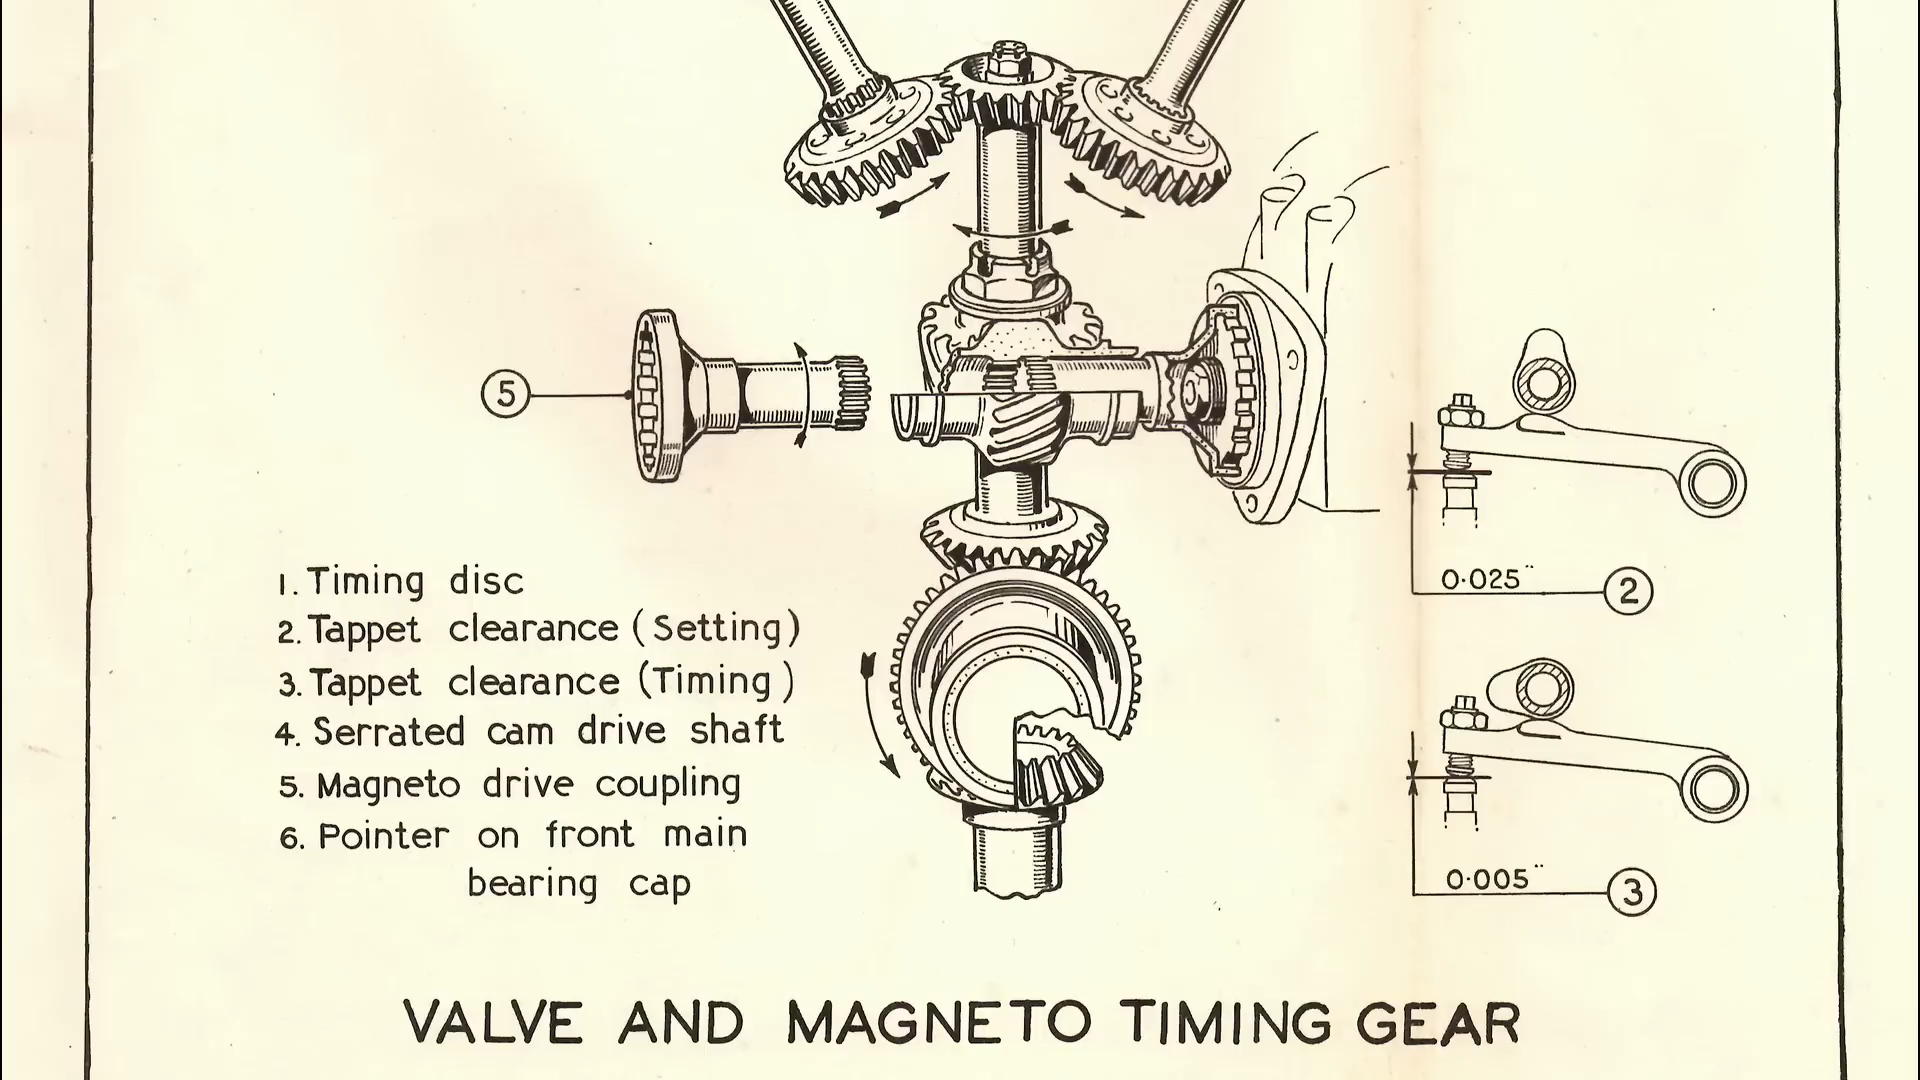 5
0·025"
2
1. Timing disc
2. Tappet clearance (Setting)
3. Tappet clearance (Timing)
4. Serrated cam drive shaft
5. Magneto drive coupling
6. Pointer on front main
bearing cap
0·005"
3
VALVE AND MAGNETO TIMING GEAR